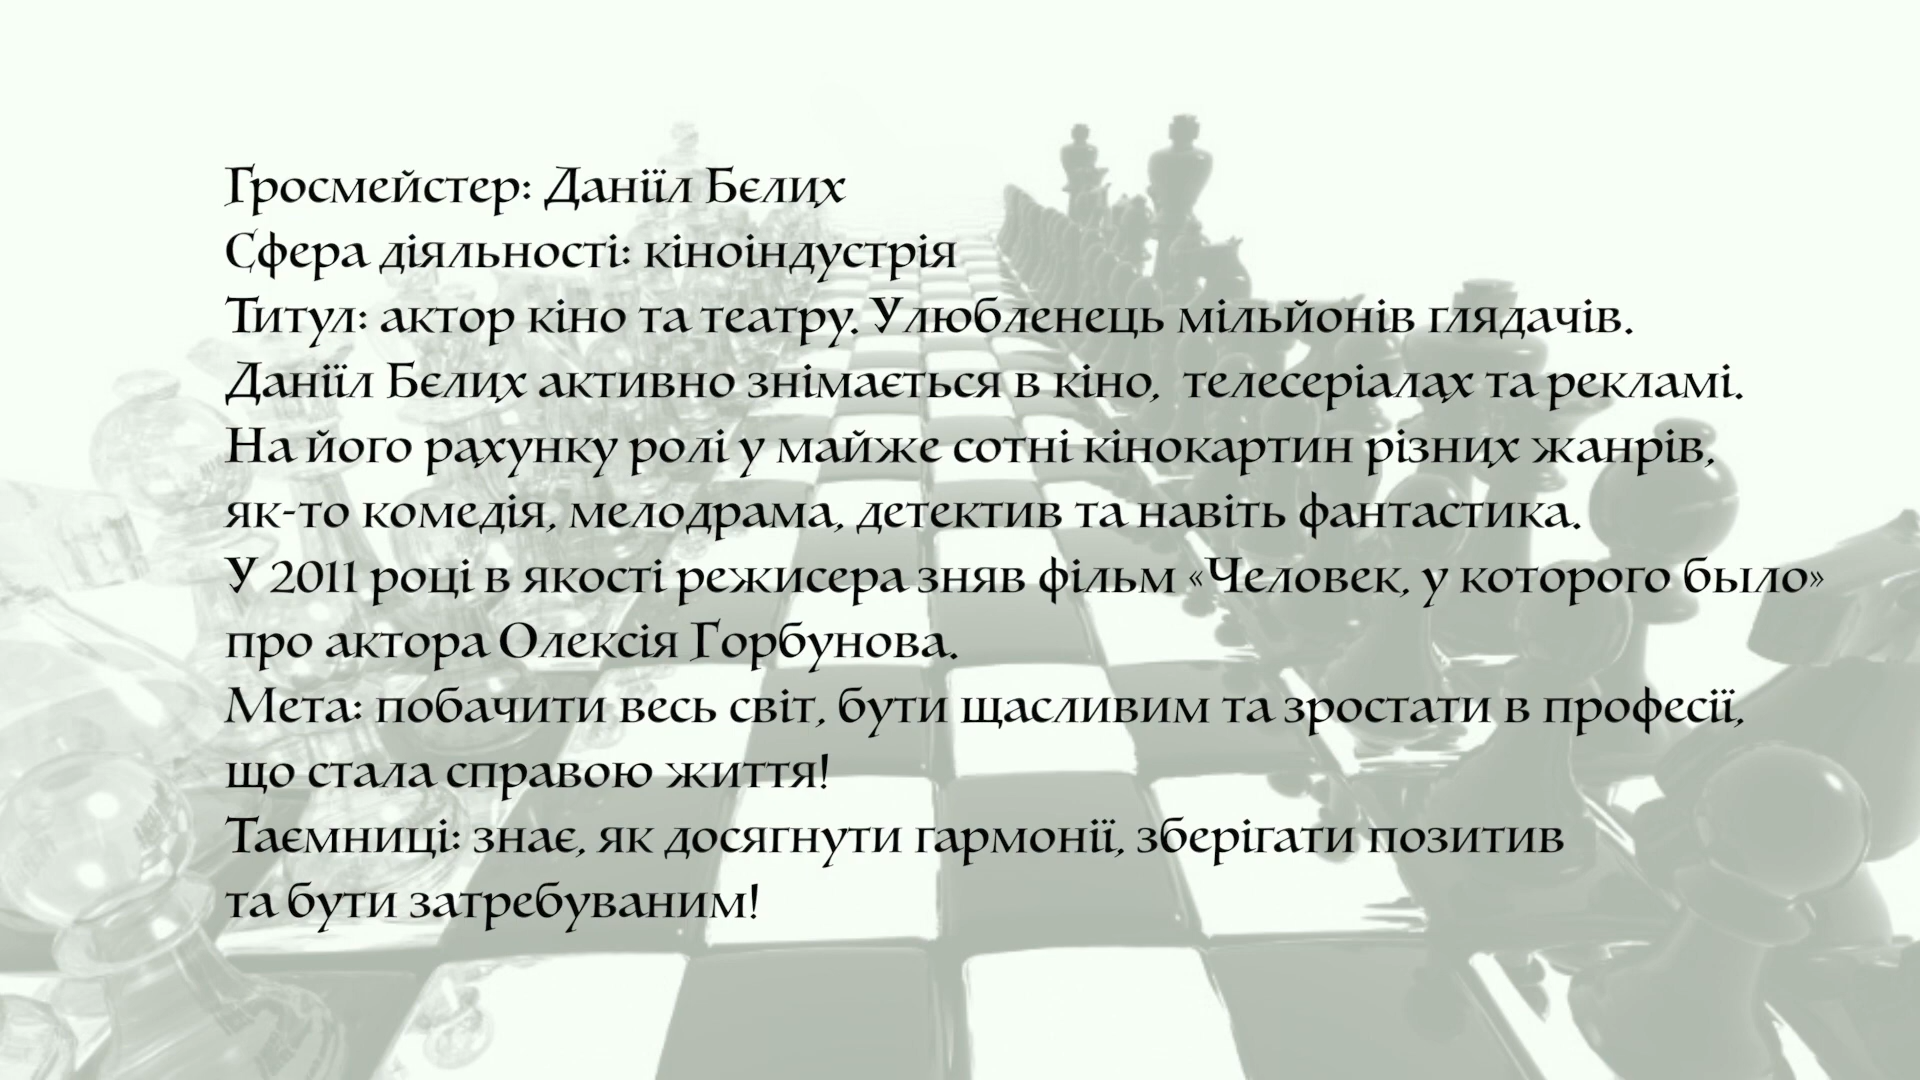 Гросмейстер: Даніїл Бєлих
Сфера діяльності: кіноіндустрія
Титул: актор кіно та театру. Улюбленець мільйонів глядачів.
Даніїл Бєлих активно знімається в кіно, телесеріалах та рекламі.
На його рахунку ролі у майже сотні кінокартин різних жанрів,
як-то комедія, мелодрама, детектив та навіть фантастика.
У 2011 році в якості режисера зняв фільм «Человек, у которого было»
про актора Олексія Горбунова.
Мета: побачити весь світ, бути щасливим та зростати в професії,
що стала справою життя!
Таємниці: знає, як досягнути гармонії, зберігати позитив
та бути затребуваним!